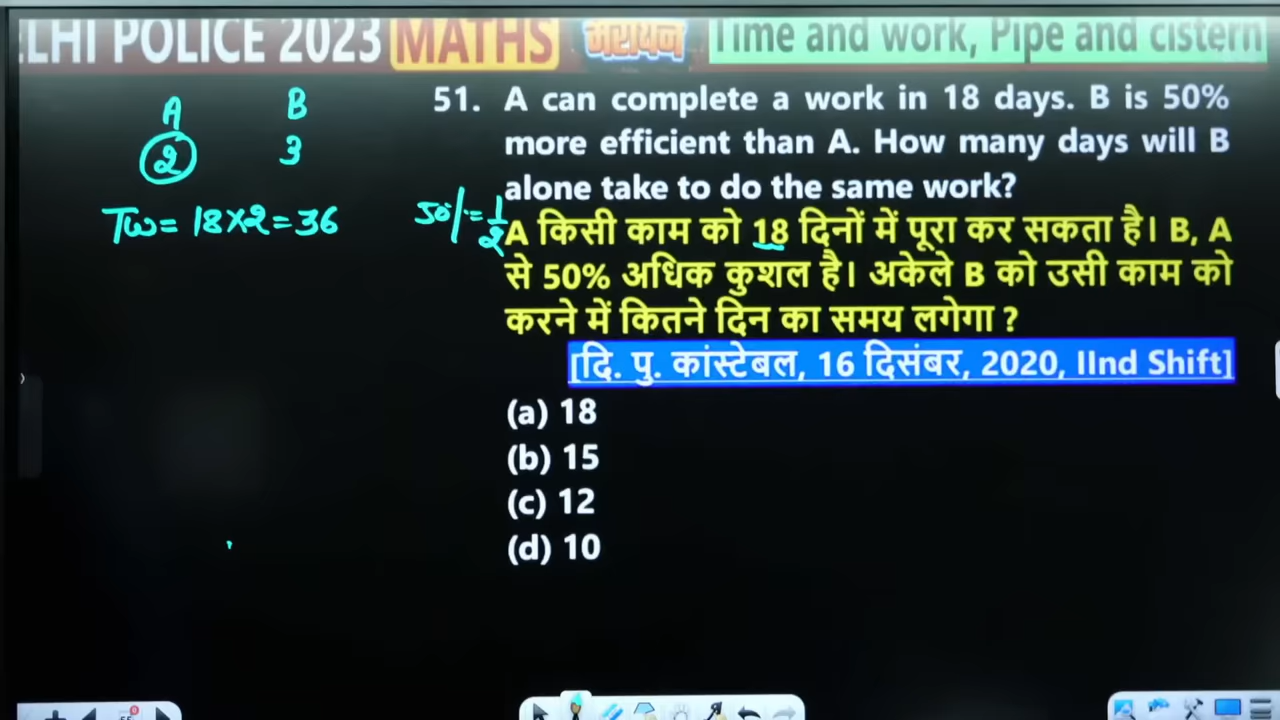 LHI POLICE 2023 MATHS मरायन Time and work, Pipe and cistern
A B
2 3
TW = 18×2=36
50%=1/2
51. A can complete a work in 18 days. B is 50%
more efficient than A. How many days will B
alone take to do the same work?
A किसी काम को 18 दिनों में पूरा कर सकता है। B, A
से 50% अधिक कुशल है। अकेले B को उसी काम को
करने में कितने दिन का समय लगेगा ?
[दि. पु. कांस्टेबल, 16 दिसंबर, 2020, IInd Shift]
(a) 18
(b) 15
(c) 12
(d) 10